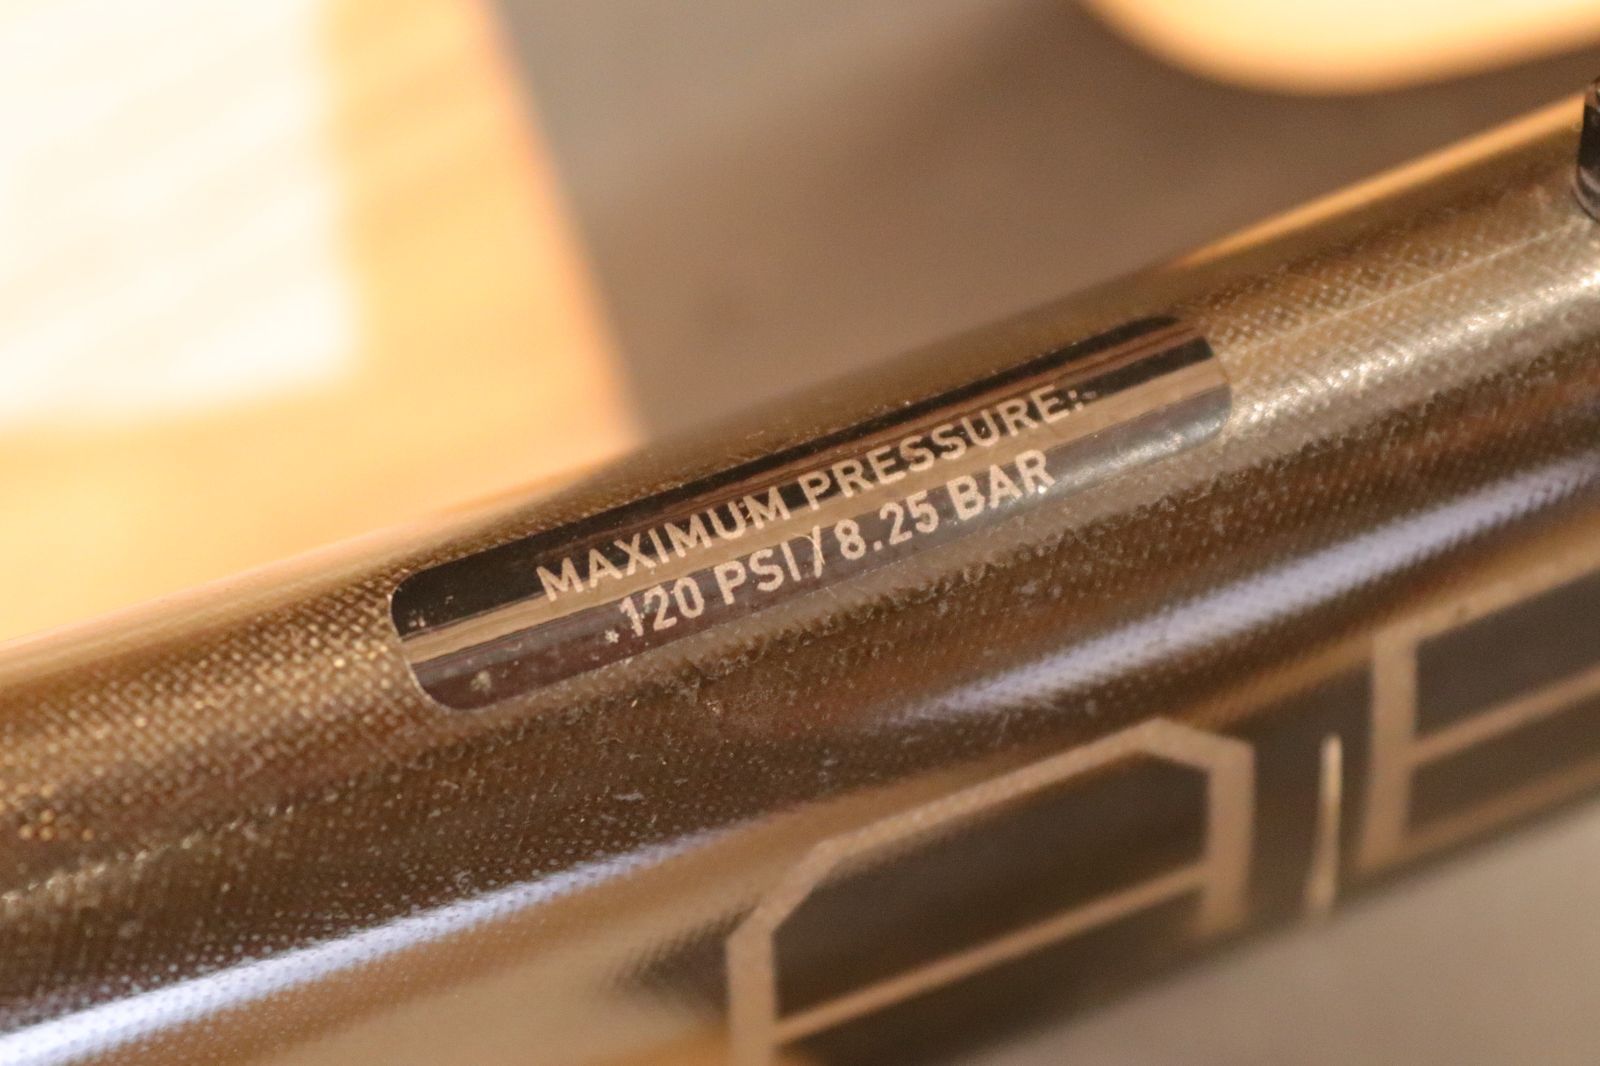 MAXIMUM PRESSURE:
120 PSI / 8.25 BAR